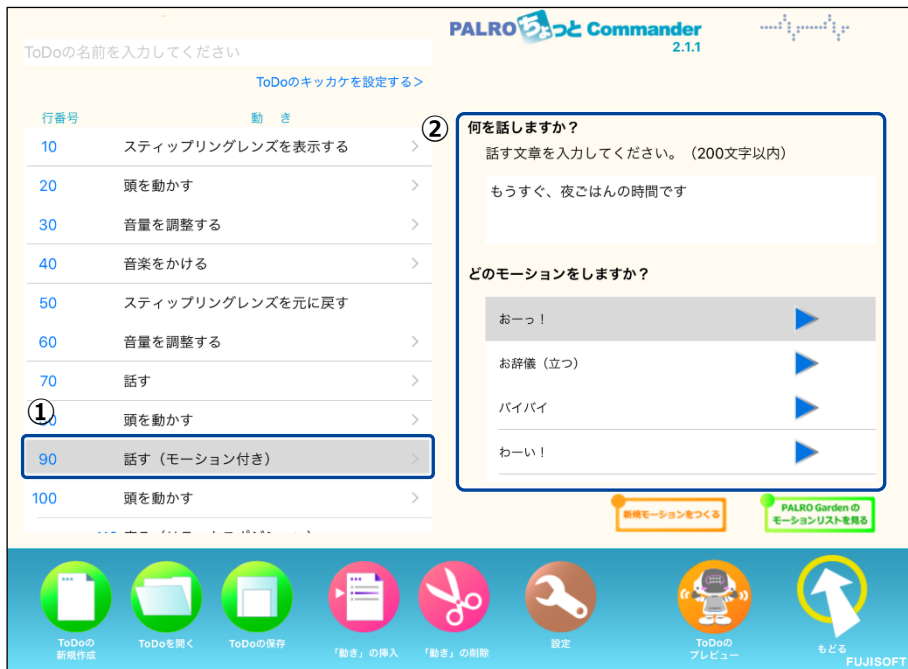 PALROちょっと Commander
2.1.1
ToDoの名前を入力してください
ToDoのキッカケを設定する>
行番号 動 き
10 スティップリングレンズを表示する
20 頭を動かす
30 音量を調整する
40 音楽をかける
50 スティップリングレンズを元に戻す
60 音量を調整する
70 話す
①
0 頭を動かす
90 話す(モーション付き)
100 頭を動かす
②
何を話しますか?
話す文章を入力してください。(200文字以内)
もうすぐ、夜ごはんの時間です
どのモーションをしますか?
おーっ!
お辞儀(立つ)
バイバイ
わーい!
新規モーションをつくる
PALRO Garden の
モーションリストを見る
ToDoの
新規作成
ToDoを開く
ToDoの保存
「動き」の挿入
「動き」の削除
設定
ToDoの
プレビュー
もどる
FUJISOFT